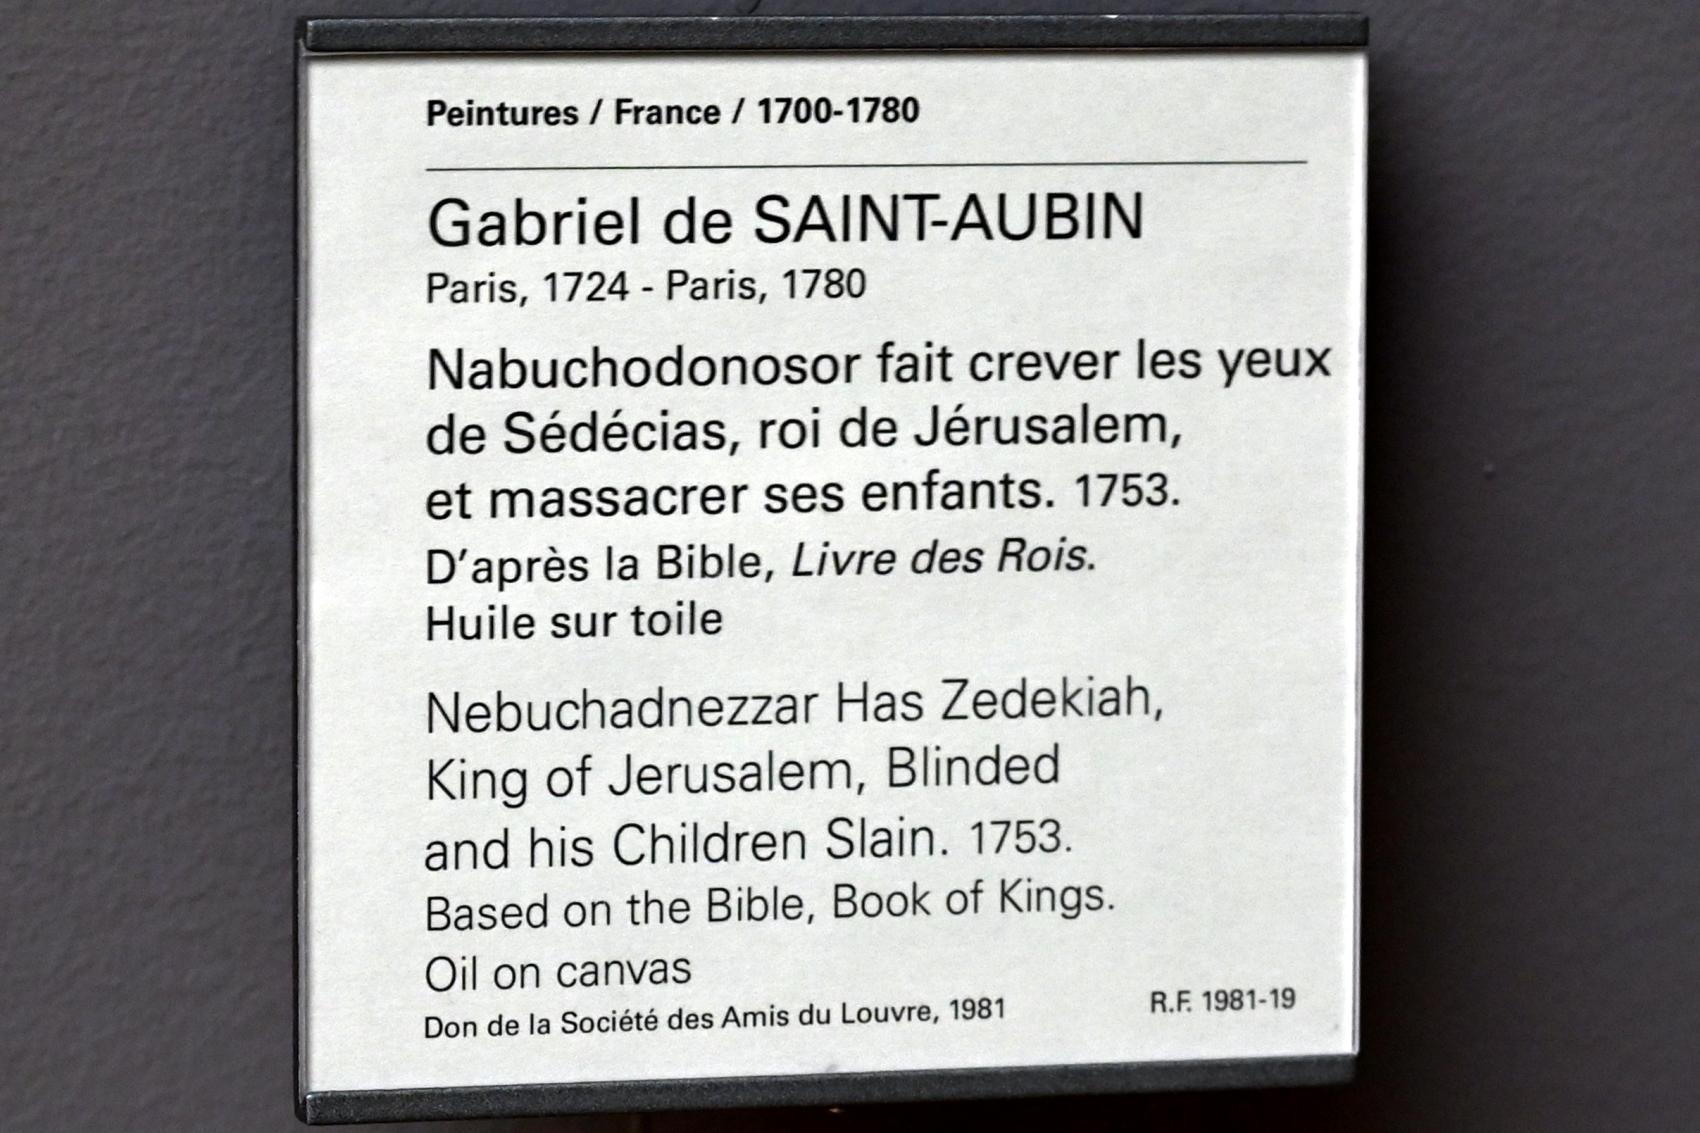 Peintures / France / 1700-1780
Gabriel de SAINT-AUBIN
Paris, 1724 - Paris, 1780
Nabuchodonosor fait crever les yeux
de Sédécias, roi de Jérusalem,
et massacrer ses enfants. 1753.
D'après la Bible, Livre des Rois.
Huile sur toile
Nebuchadnezzar Has Zedekiah,
King of Jerusalem, Blinded
and his Children Slain. 1753.
Based on the Bible, Book of Kings.
Oil on canvas
Don de la Société des Amis du Louvre, 1981
R.F. 1981-19